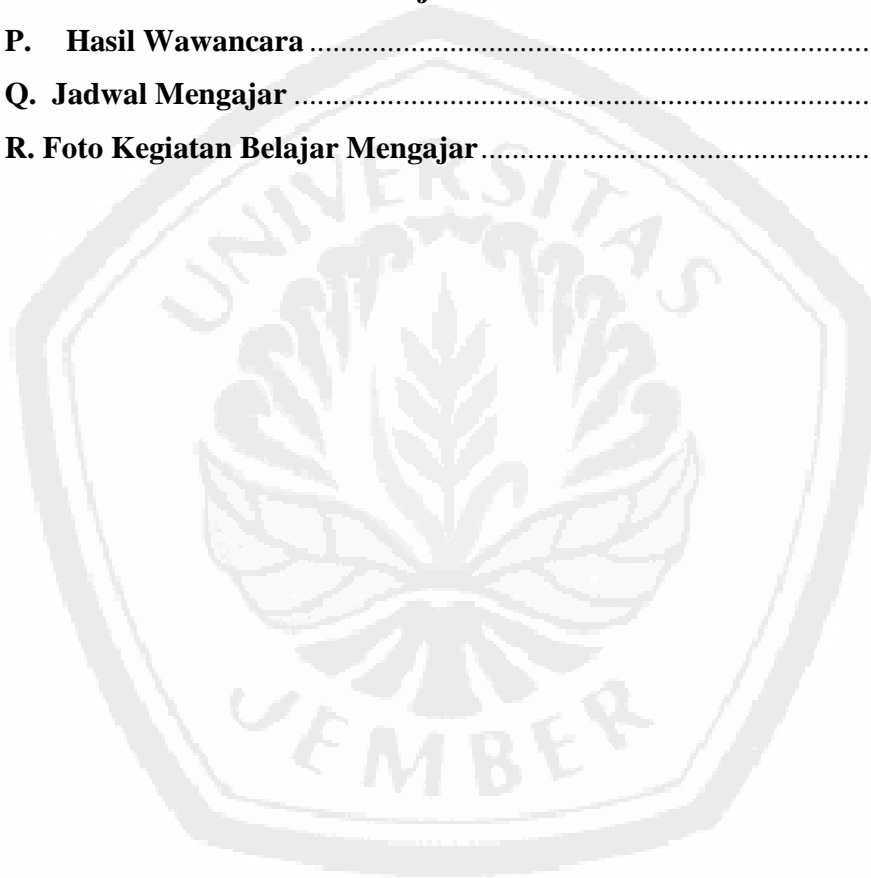 P. Hasil Wawancara ........................................................................
Q. Jadwal Mengajar ........................................................................
R. Foto Kegiatan Belajar Mengajar ..................................................
UNIVERSITAS
JEMBER